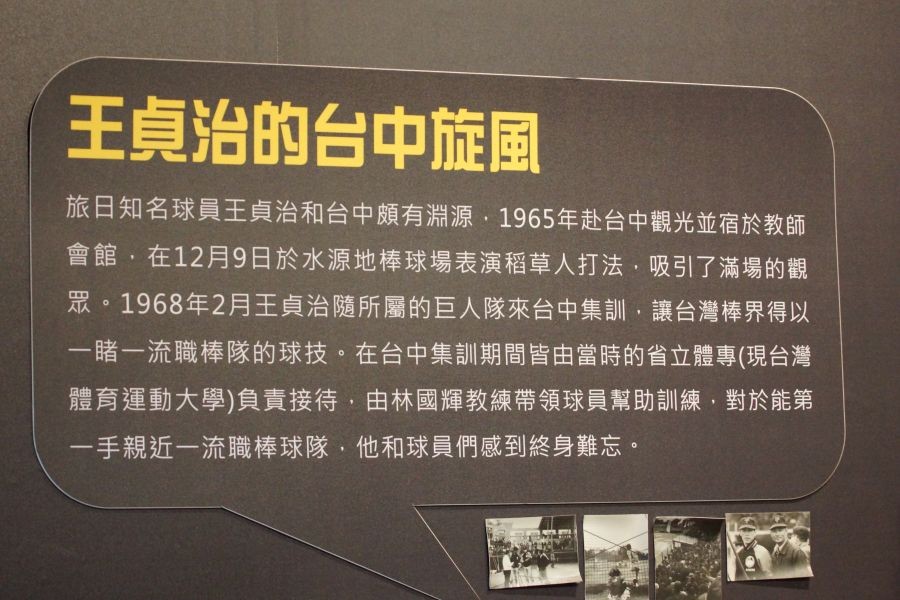 王貞治的台中旋風
旅日知名球員王貞治和台中頗有淵源，1965年赴台中觀光並宿於教師
會館，在12月9日於水源地棒球場表演稻草人打法，吸引了滿場的觀
眾。1968年2月王貞治隨所屬的巨人隊來台中集訓，讓台灣棒界得以
一睹一流職棒隊的球技。在台中集訓期間皆由當時的省立體專(現台灣
體育運動大學)負責接待，由林國輝教練帶領球員幫助訓練，對於能第
一手親近一流職棒球隊，他和球員們感到終身難忘。